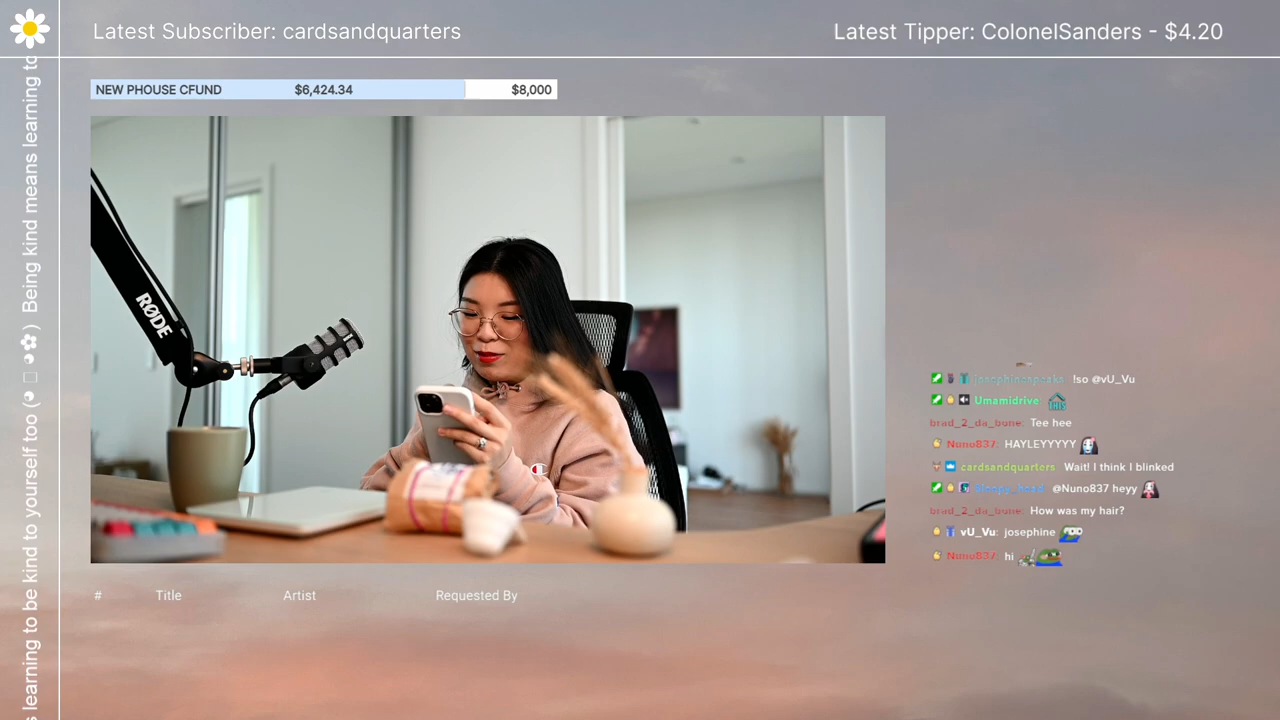 Latest Subscriber: cardsandquarters
Latest Tipper: ColonelSanders - $4.20
s learning to be kind to yourself too Being kind means learning to
NEW PHOUSE CFUND $6,424.34 $8,000
RØDE
josephinecupcake !so @vU_Vu
Umamidrive: THIS
brad_2_da_bone: Tee hee
Nuno837: HAYLEYYYYY
cardsandquarters: Wait! I think I blinked
@Nuno837 heyy
brad_2_da_bone: How was my hair?
vU_Vu: josephine
Nuno837: hi
# Title Artist Requested By